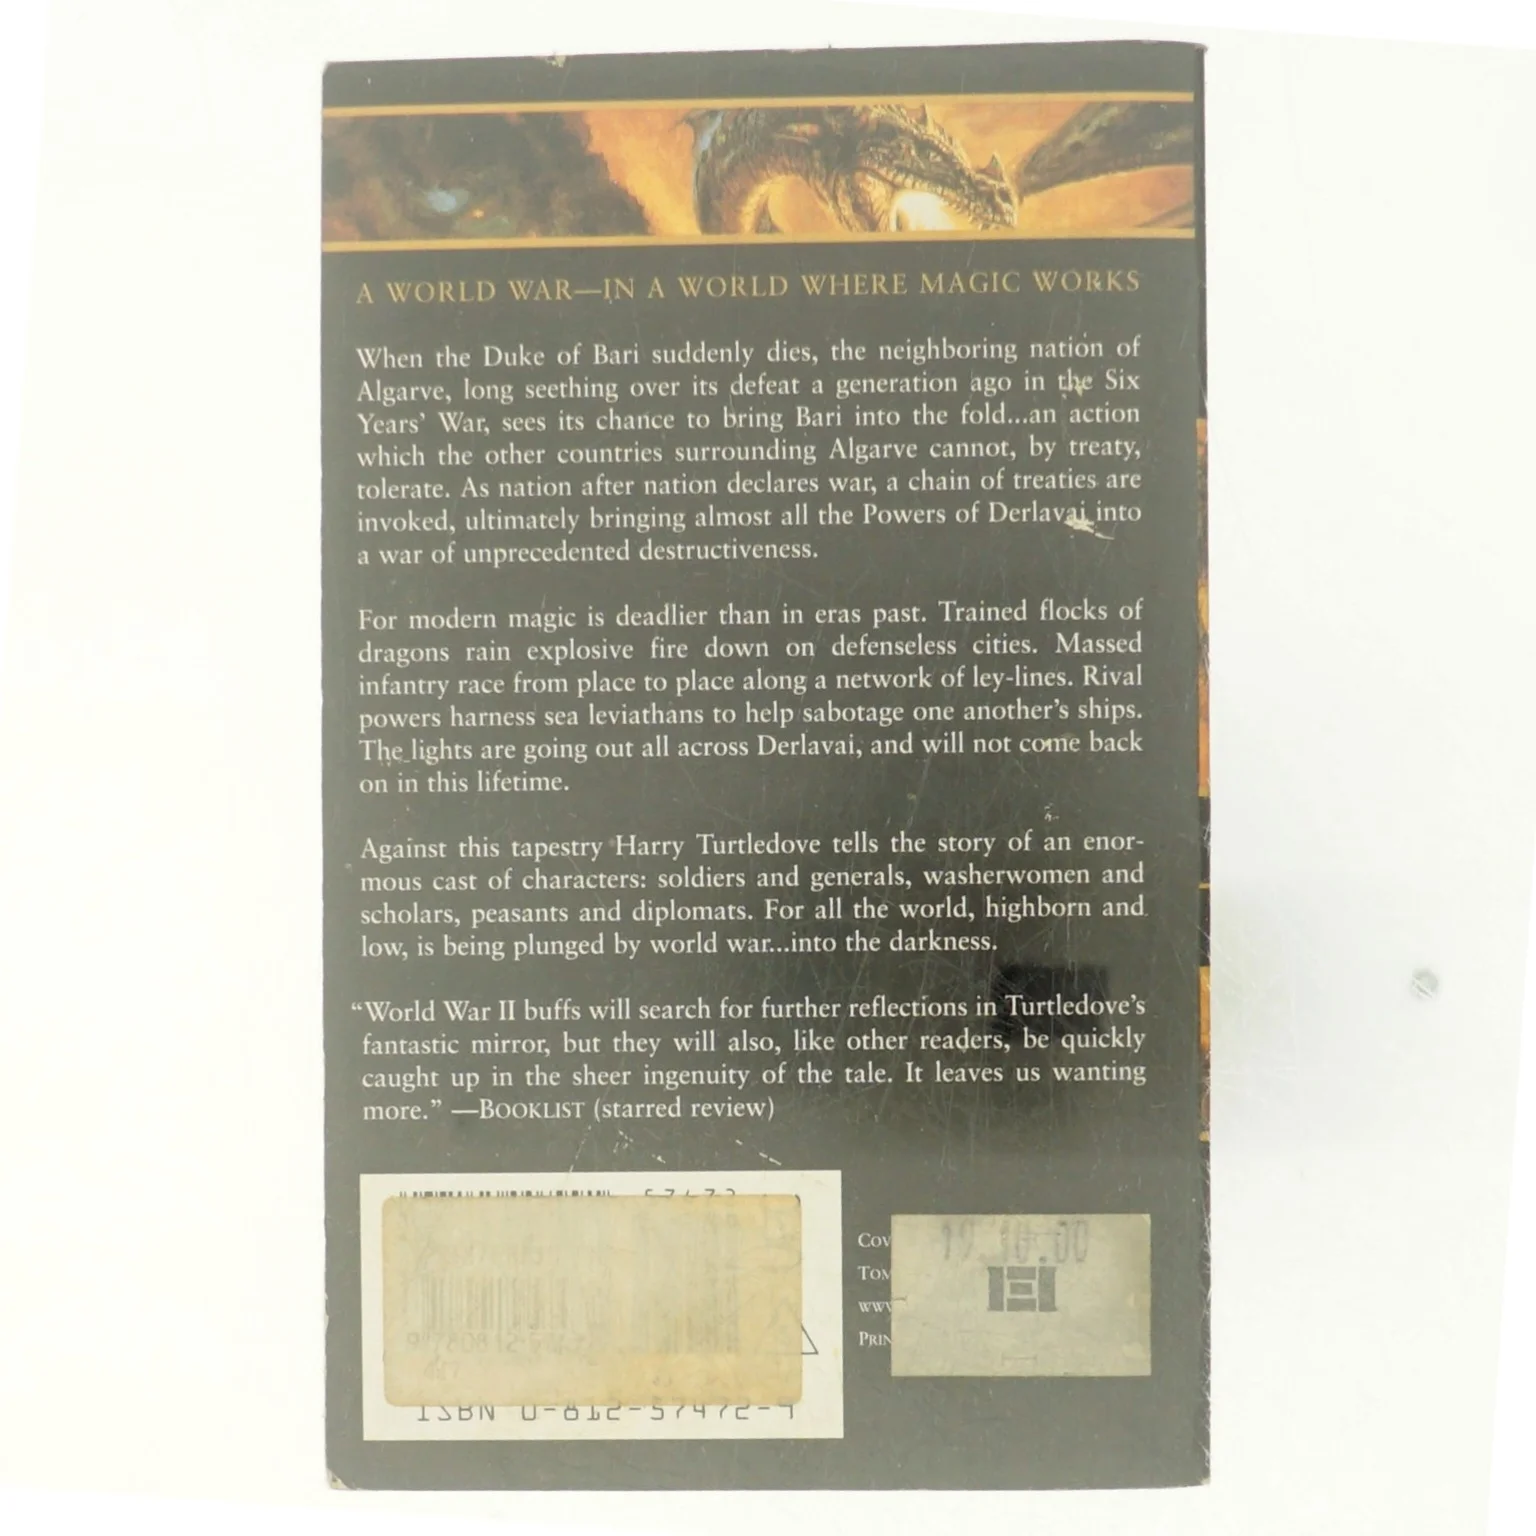 A WORLD WAR—IN A WORLD WHERE MAGIC WORKS
When the Duke of Bari suddenly dies, the neighboring nation of
Algarve, long seething over its defeat a generation ago in the Six
Years' War, sees its chance to bring Bari into the fold...an action
which the other countries surrounding Algarve cannot, by treaty,
tolerate. As nation after nation declares war, a chain of treaties are
invoked, ultimately bringing almost all the Powers of Derlavai into
a war of unprecedented destructiveness.
For modern magic is deadlier than in eras past. Trained flocks of
dragons rain explosive fire down on defenseless cities. Massed
infantry race from place to place along a network of ley-lines. Rival
powers harness sea leviathans to help sabotage one another's ships.
The lights are going out all across Derlavai, and will not come back
on in this lifetime.
Against this tapestry Harry Turtledove tells the story of an enor-
mous cast of characters: soldiers and generals, washerwomen and
scholars, peasants and diplomats. For all the world, highborn and
low, is being plunged by world war...into the darkness.
“World War II buffs will search for further reflections in Turtledove's
fantastic mirror, but they will also, like other readers, be quickly
caught up in the sheer ingenuity of the tale. It leaves us wanting
more.” —BOOKLIST (starred review)
ISBN 0-812-57472-9